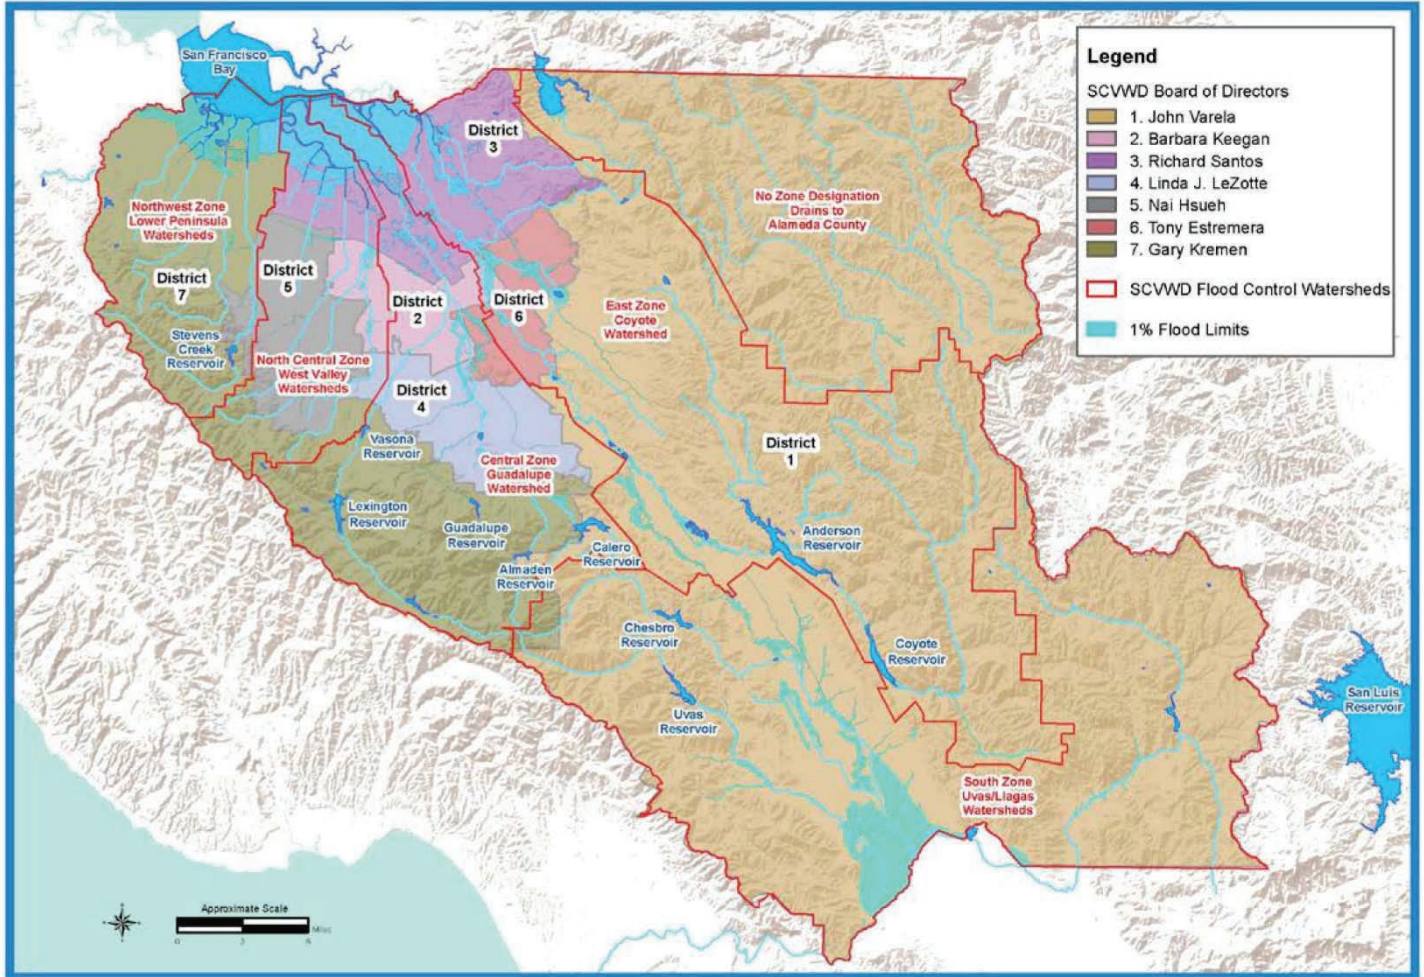 San Francisco
Bay
Legend
SCVWD Board of Directors
1. John Varela
2. Barbara Keegan
3. Richard Santos
4. Linda J. LeZotte
5. Nai Hsueh
6. Tony Estremera
7. Gary Kremen
SCVWD Flood Control Watersheds
1% Flood Limits
District
3
Northwest Zone
Lower Peninsula
Watersheds
No Zone Designation
Drains to
Alameda County
District
7
District
5
District
2
District
6
East Zone
Coyote
Watershed
Stevens
Creek
Reservoir
North Central Zone
West Valley
Watersheds
District
4
Vasona
Reservoir
District
1
Central Zone
Guadalupe
Watershed
Lexington
Reservoir
Guadalupe
Reservoir
Anderson
Reservoir
Calero
Reservoir
Almaden
Reservoir
Chesbro
Reservoir
Coyote
Reservoir
San Luis
Reservoir
Uvas
Reservoir
South Zone
Uvas/Llagas
Watersheds
Approximate Scale
Miles
0 3 6